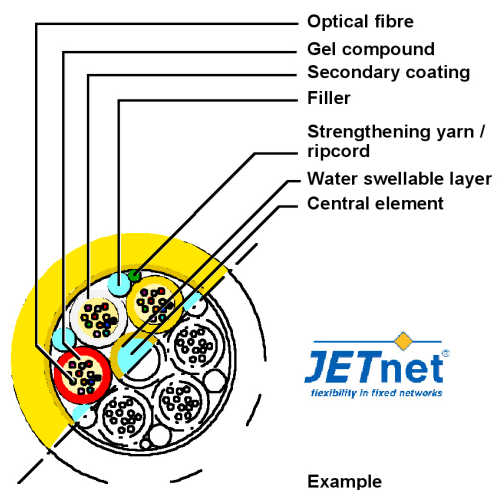 Optical fibre
Gel compound
Secondary coating
Filler
Strengthening yarn /
ripcord
Water swellable layer
Central element
JETnet®
flexibility in fixed networks
Example